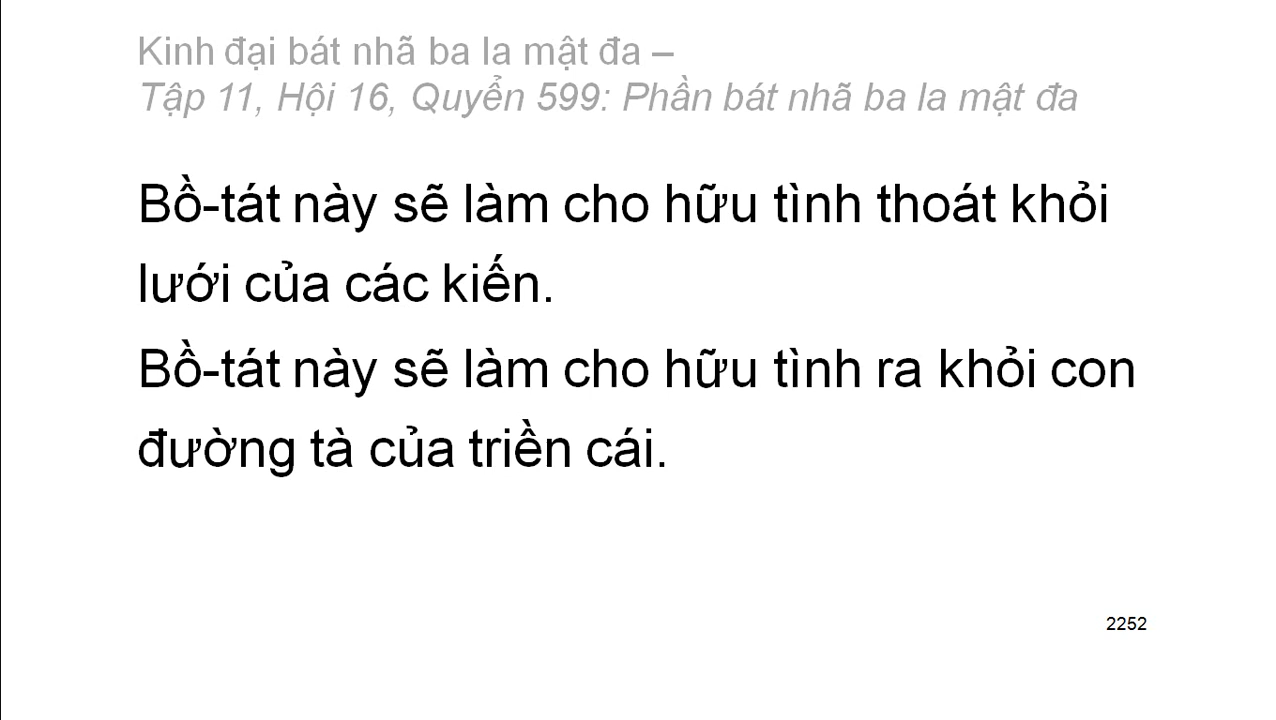 Kinh đại bát nhã ba la mật đa –
Tập 11, Hội 16, Quyển 599: Phần bát nhã ba la mật đa
Bồ-tát này sẽ làm cho hữu tình thoát khỏi
lưới của các kiến.
Bồ-tát này sẽ làm cho hữu tình ra khỏi con
đường tà của triền cái.
2252